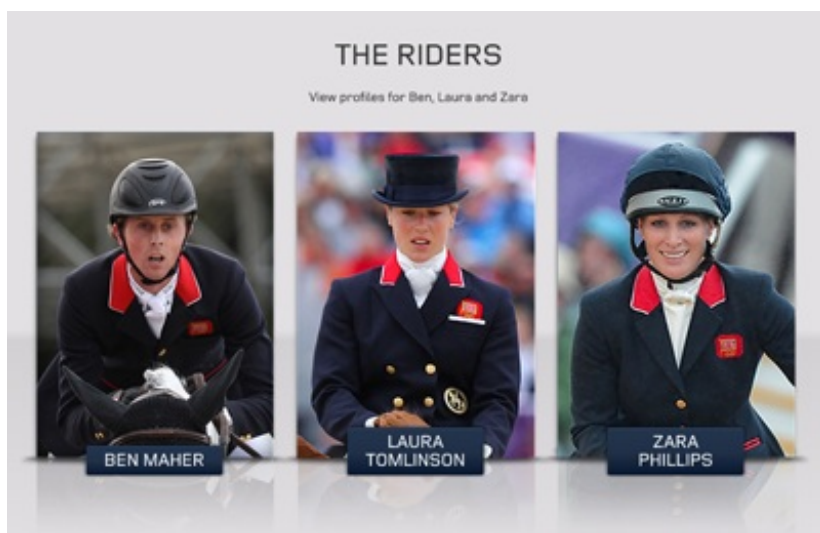 THE RIDERS
View profiles for Ben, Laura and Zara
BEN MAHER
LAURA
TOMLINSON
ZARA
PHILLIPS